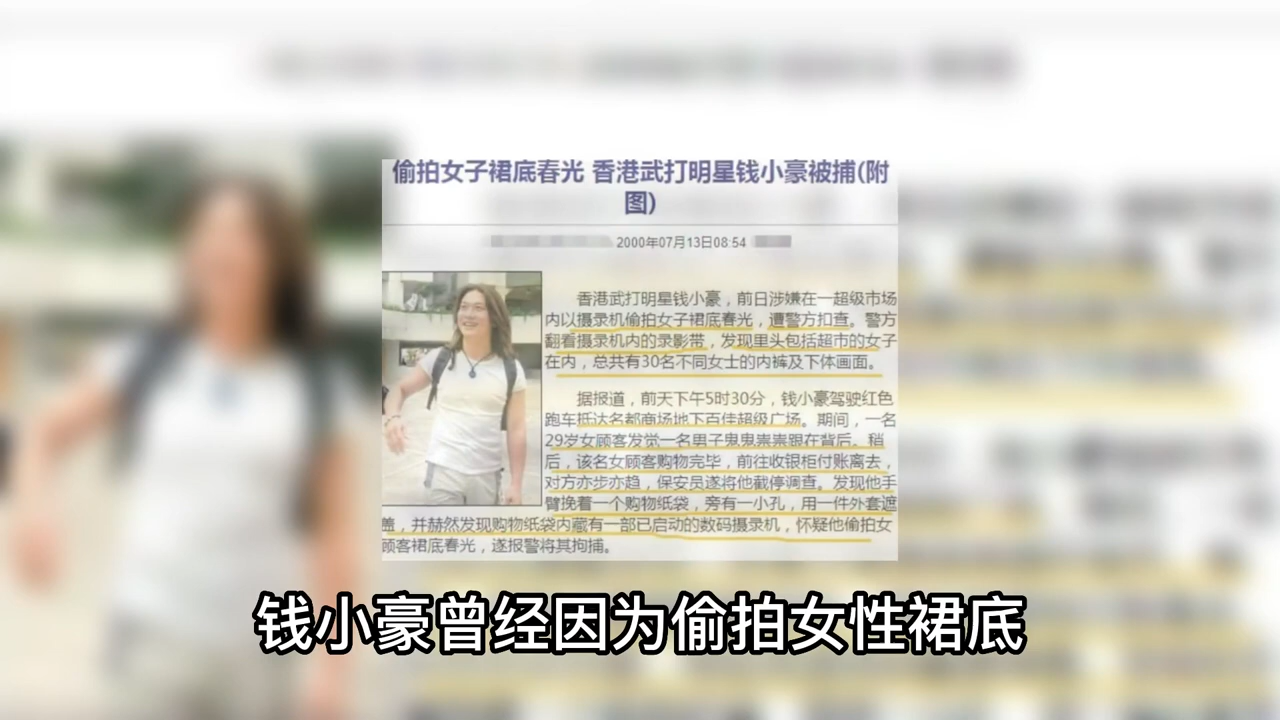 偷拍女子裙底春光 香港武打明星钱小豪被捕(附
图)
2000年07月13日08:54
香港武打明星钱小豪，前日涉嫌在一超级市场
内以摄录机偷拍女子裙底春光，遭警方扣查。警方
翻看摄录机内的录影带，发现里头包括超市的女子
在内，总共有30名不同女士的内裤及下体画面。
据报道，前天下午5时30分，钱小豪驾驶红色
跑车抵达名都商场地下百佳超级广场。期间，一名
29岁女顾客发觉一名男子鬼鬼祟祟跟在背后。稍
后，该名女顾客购物完毕，前往收银柜付账离去，
对方亦步亦趋，保安员遂将他截停调查。发现他手
臂挽着一个购物纸袋，旁有一小孔，用一件外套遮
盖，并赫然发现购物纸袋内藏有一部已启动的数码摄录机，怀疑他偷拍女
顾客裙底春光，遂报警将其拘捕。
钱小豪曾经因为偷拍女性裙底